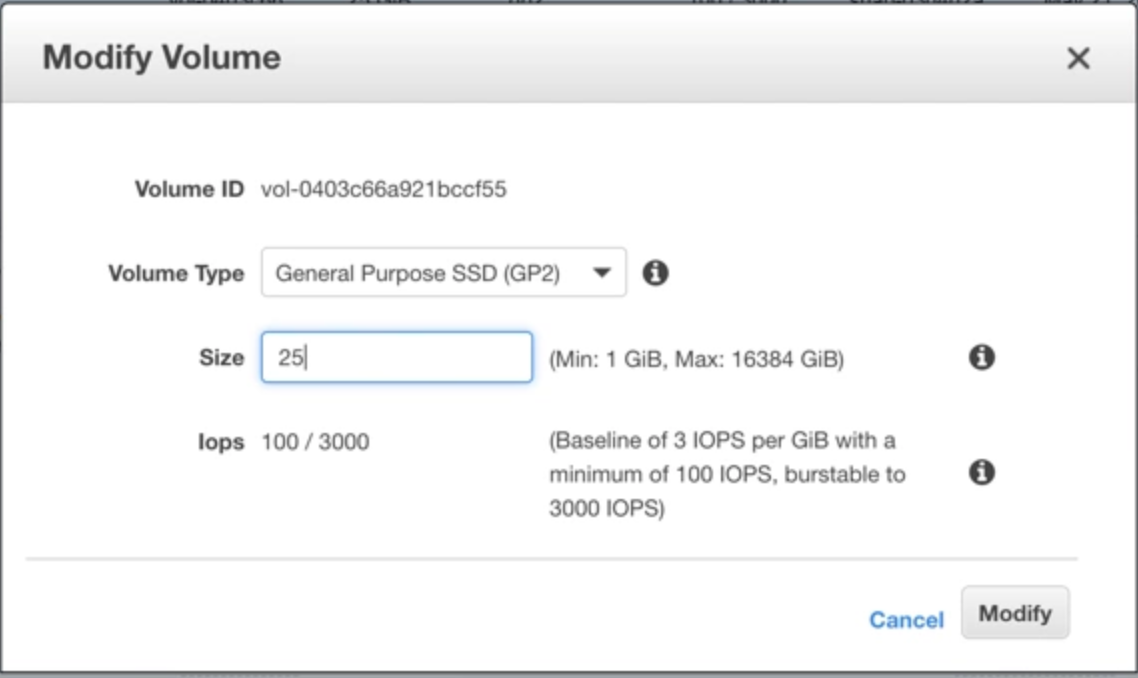 Modify Volume
Volume ID vol-0403c66a921bccf55
Volume Type General Purpose SSD (GP2)
Size 25 (Min: 1 GiB, Max: 16384 GiB)
Iops 100 / 3000 (Baseline of 3 IOPS per GiB with a
minimum of 100 IOPS, burstable to
3000 IOPS)
Cancel Modify